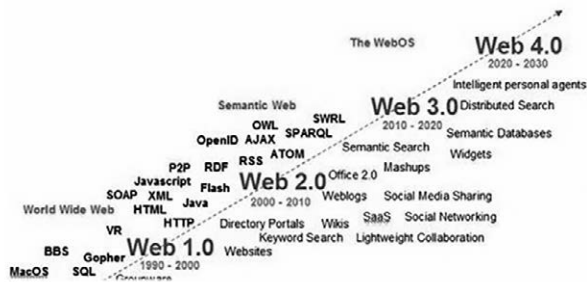 The WebOS
Web 4.0
2020 - 2030
Intelligent personal agents
Semantic Web
SWRL
Web 3.0
Distributed Search
2010 - 2020
OWL
SPARQL
Semantic Databases
OpenID
AJAX
Semantic Search
ATOM
Widgets
P2P
RDF
RSS
Mashups
Javascript
Flash
Web 2.0
Office 2.0
2000 - 2010
SOAP
XML
Java
Weblogs
Social Media Sharing
World Wide Web
HTML
HTTP
Directory Portals
Wikis
SaaS
Social Networking
VR
Keyword Search
Lightweight Collaboration
BBS
Gopher
Web 1.0
Websites
1990 - 2000
MacOS
SQL
Groupware